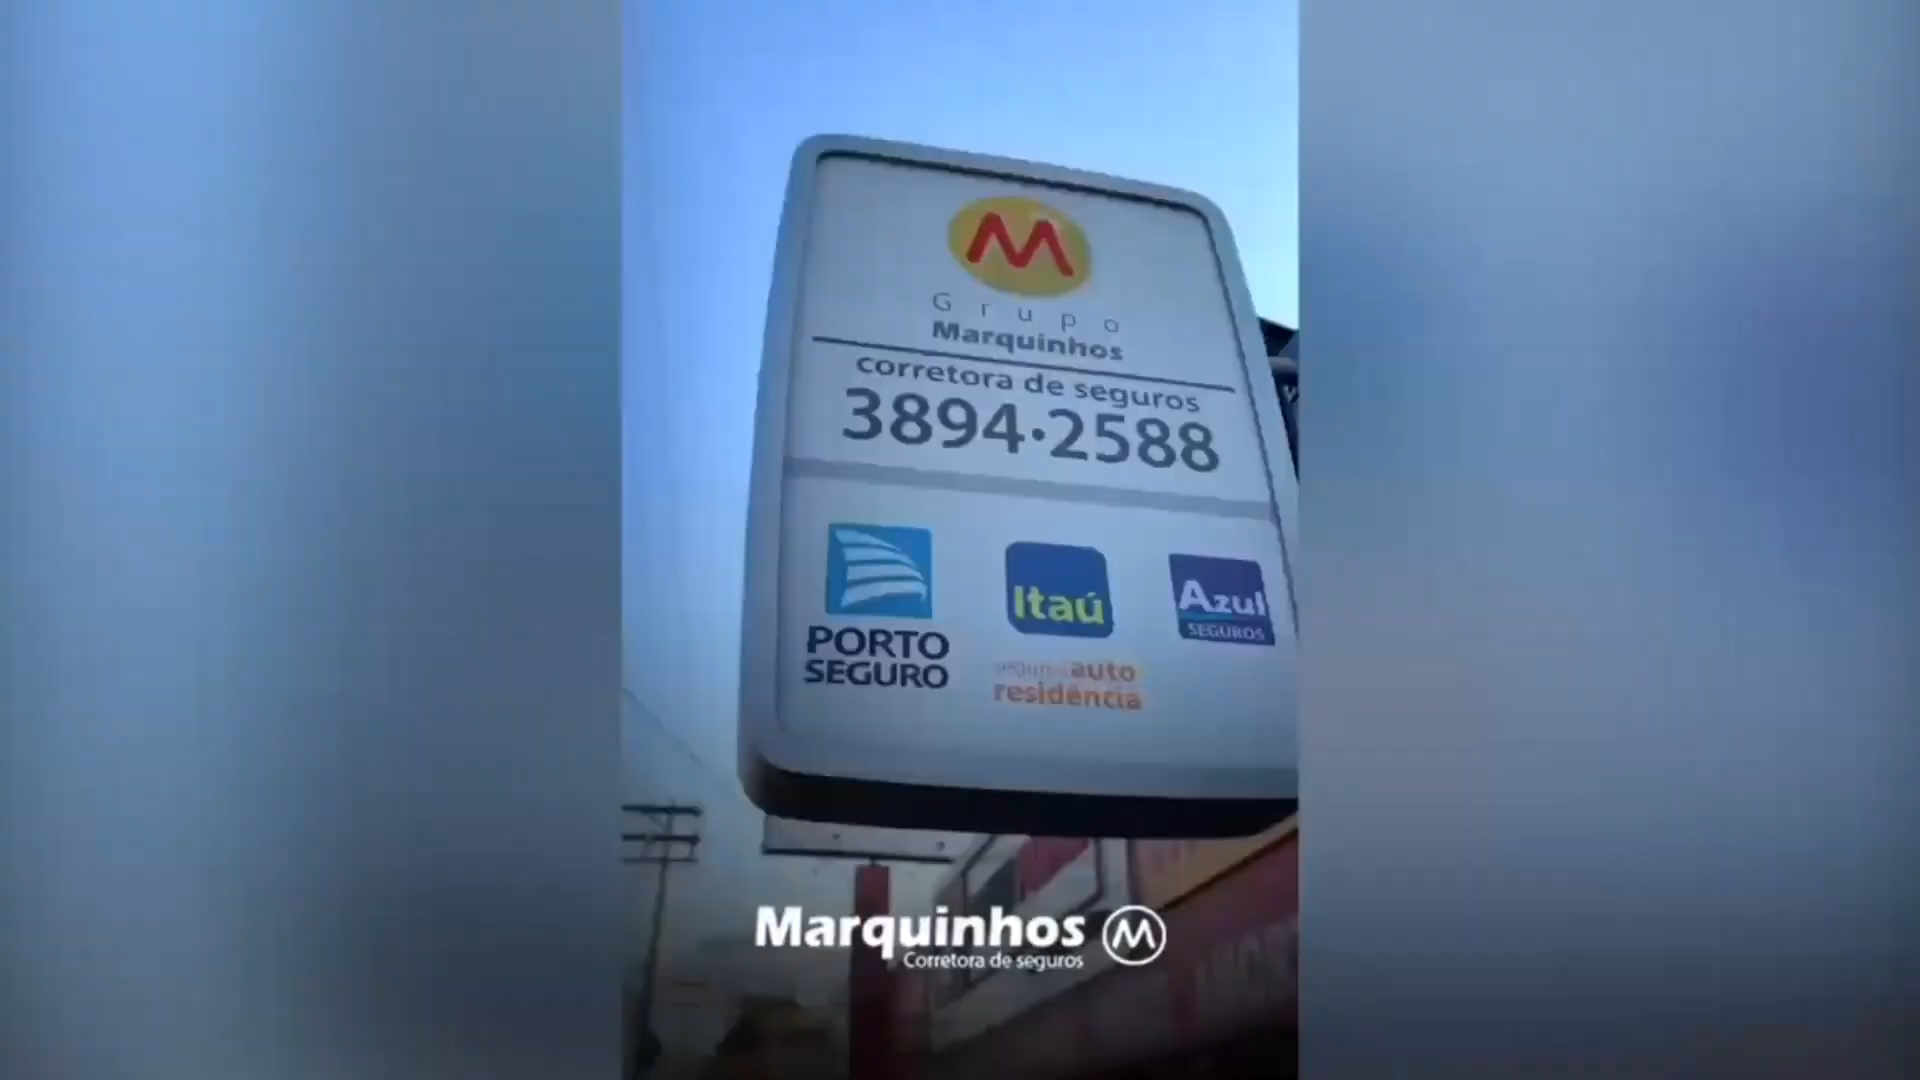 M
Grupo
Marquinhos
corretora de seguros
3894·2588
PORTO
SEGURO
Itaú
seguros auto
residência
Azul
SEGUROS
Marquinhos M
Corretora de seguros